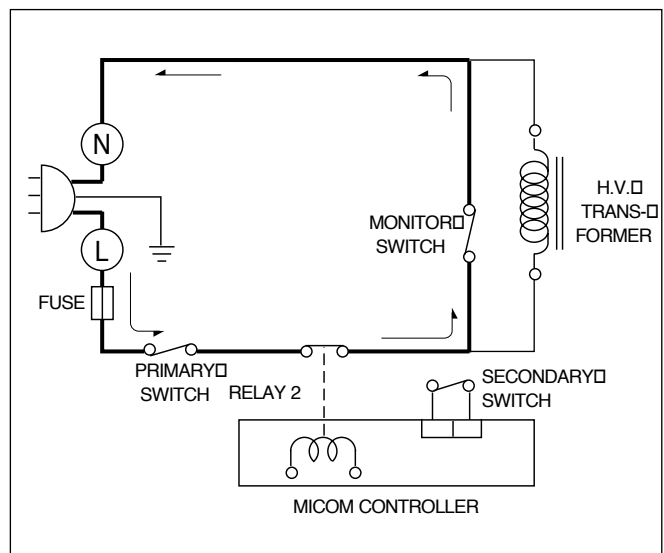 N
H.V.□
TRANS-□
FORMER
MONITOR□
SWITCH
L
FUSE
PRIMARY□
SWITCH
RELAY 2
SECONDARY□
SWITCH
MICOM CONTROLLER